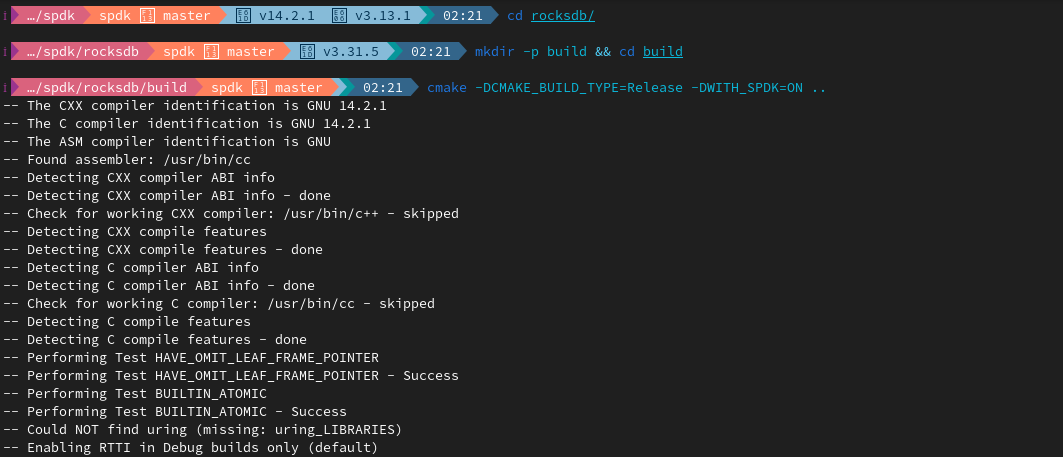 …/spdk spdk master v14.2.1 v3.13.1 02:21 cd rocksdb/
…/spdk/rocksdb spdk master v3.31.5 02:21 mkdir -p build && cd build
…/spdk/rocksdb/build spdk master 02:21 cmake -DCMAKE_BUILD_TYPE=Release -DWITH_SPDK=ON ..
-- The CXX compiler identification is GNU 14.2.1
-- The C compiler identification is GNU 14.2.1
-- The ASM compiler identification is GNU
-- Found assembler: /usr/bin/cc
-- Detecting CXX compiler ABI info
-- Detecting CXX compiler ABI info - done
-- Check for working CXX compiler: /usr/bin/c++ - skipped
-- Detecting CXX compile features
-- Detecting CXX compile features - done
-- Detecting C compiler ABI info
-- Detecting C compiler ABI info - done
-- Check for working C compiler: /usr/bin/cc - skipped
-- Detecting C compile features
-- Detecting C compile features - done
-- Performing Test HAVE_OMIT_LEAF_FRAME_POINTER
-- Performing Test HAVE_OMIT_LEAF_FRAME_POINTER - Success
-- Performing Test BUILTIN_ATOMIC
-- Performing Test BUILTIN_ATOMIC - Success
-- Could NOT find uring (missing: uring_LIBRARIES)
-- Enabling RTTI in Debug builds only (default)